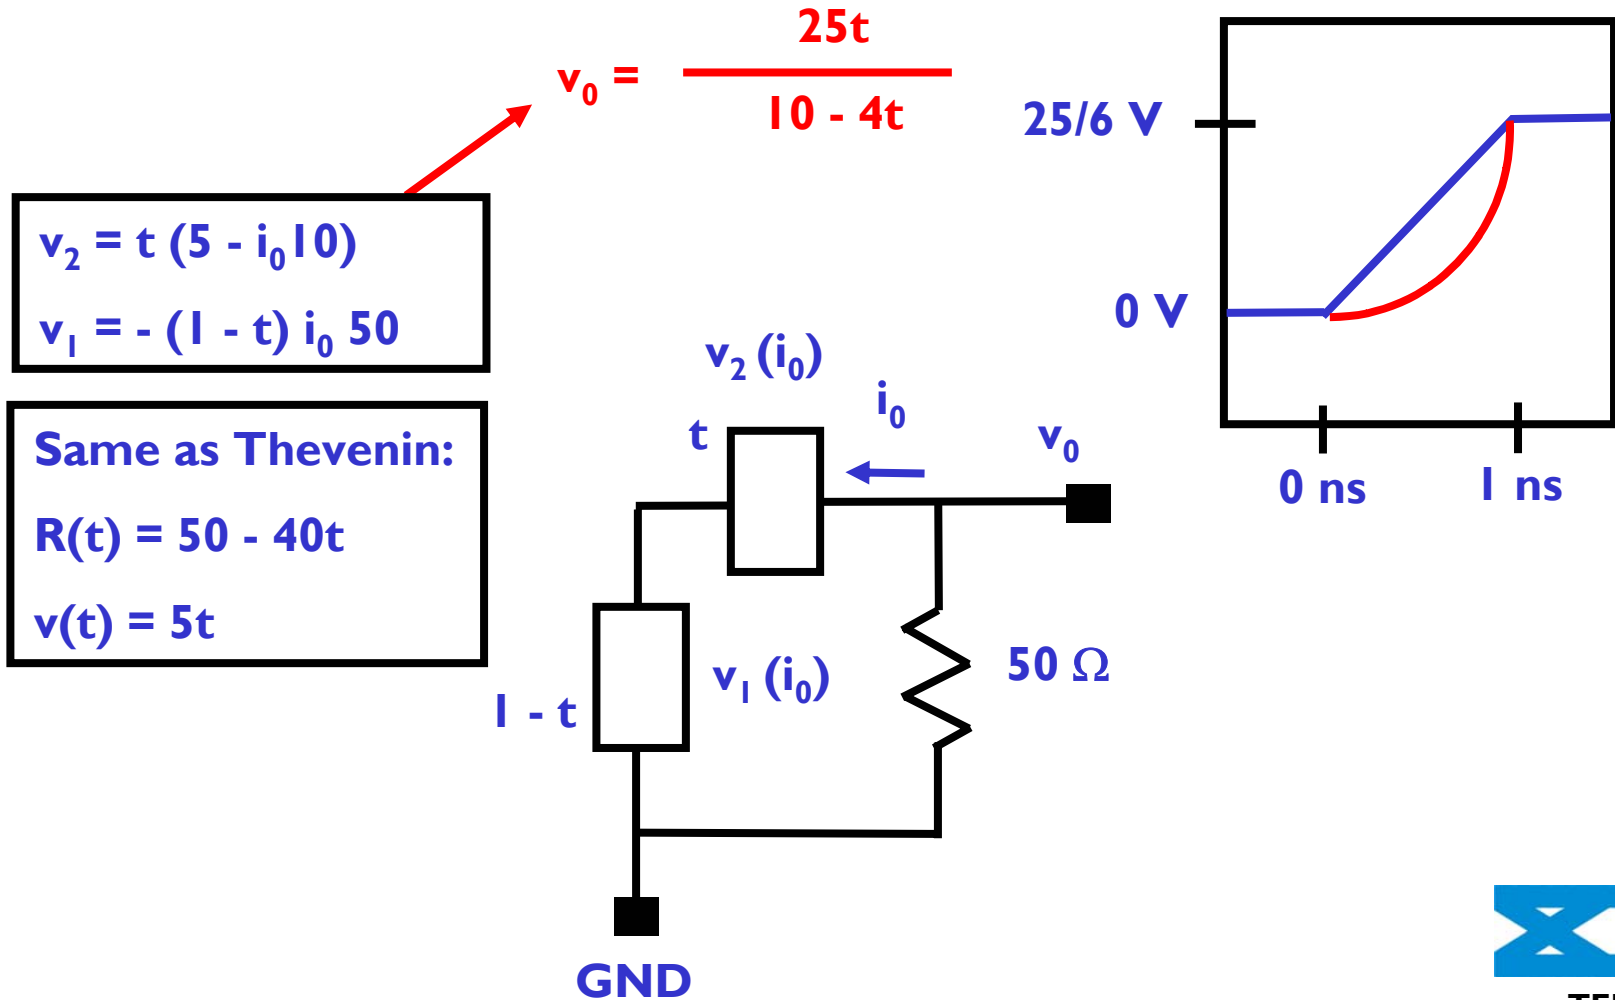 25t
v₀ =
10 - 4t
25/6 V
v₂ = t (5 - i₀10)
v₁ = - (1 - t) i₀ 50
0 V
v₂ (i₀)
i₀
t
v₀
Same as Thevenin:
0 ns
1 ns
R(t) = 50 - 40t
v(t) = 5t
v₁ (i₀)
50 Ω
1 - t
GND